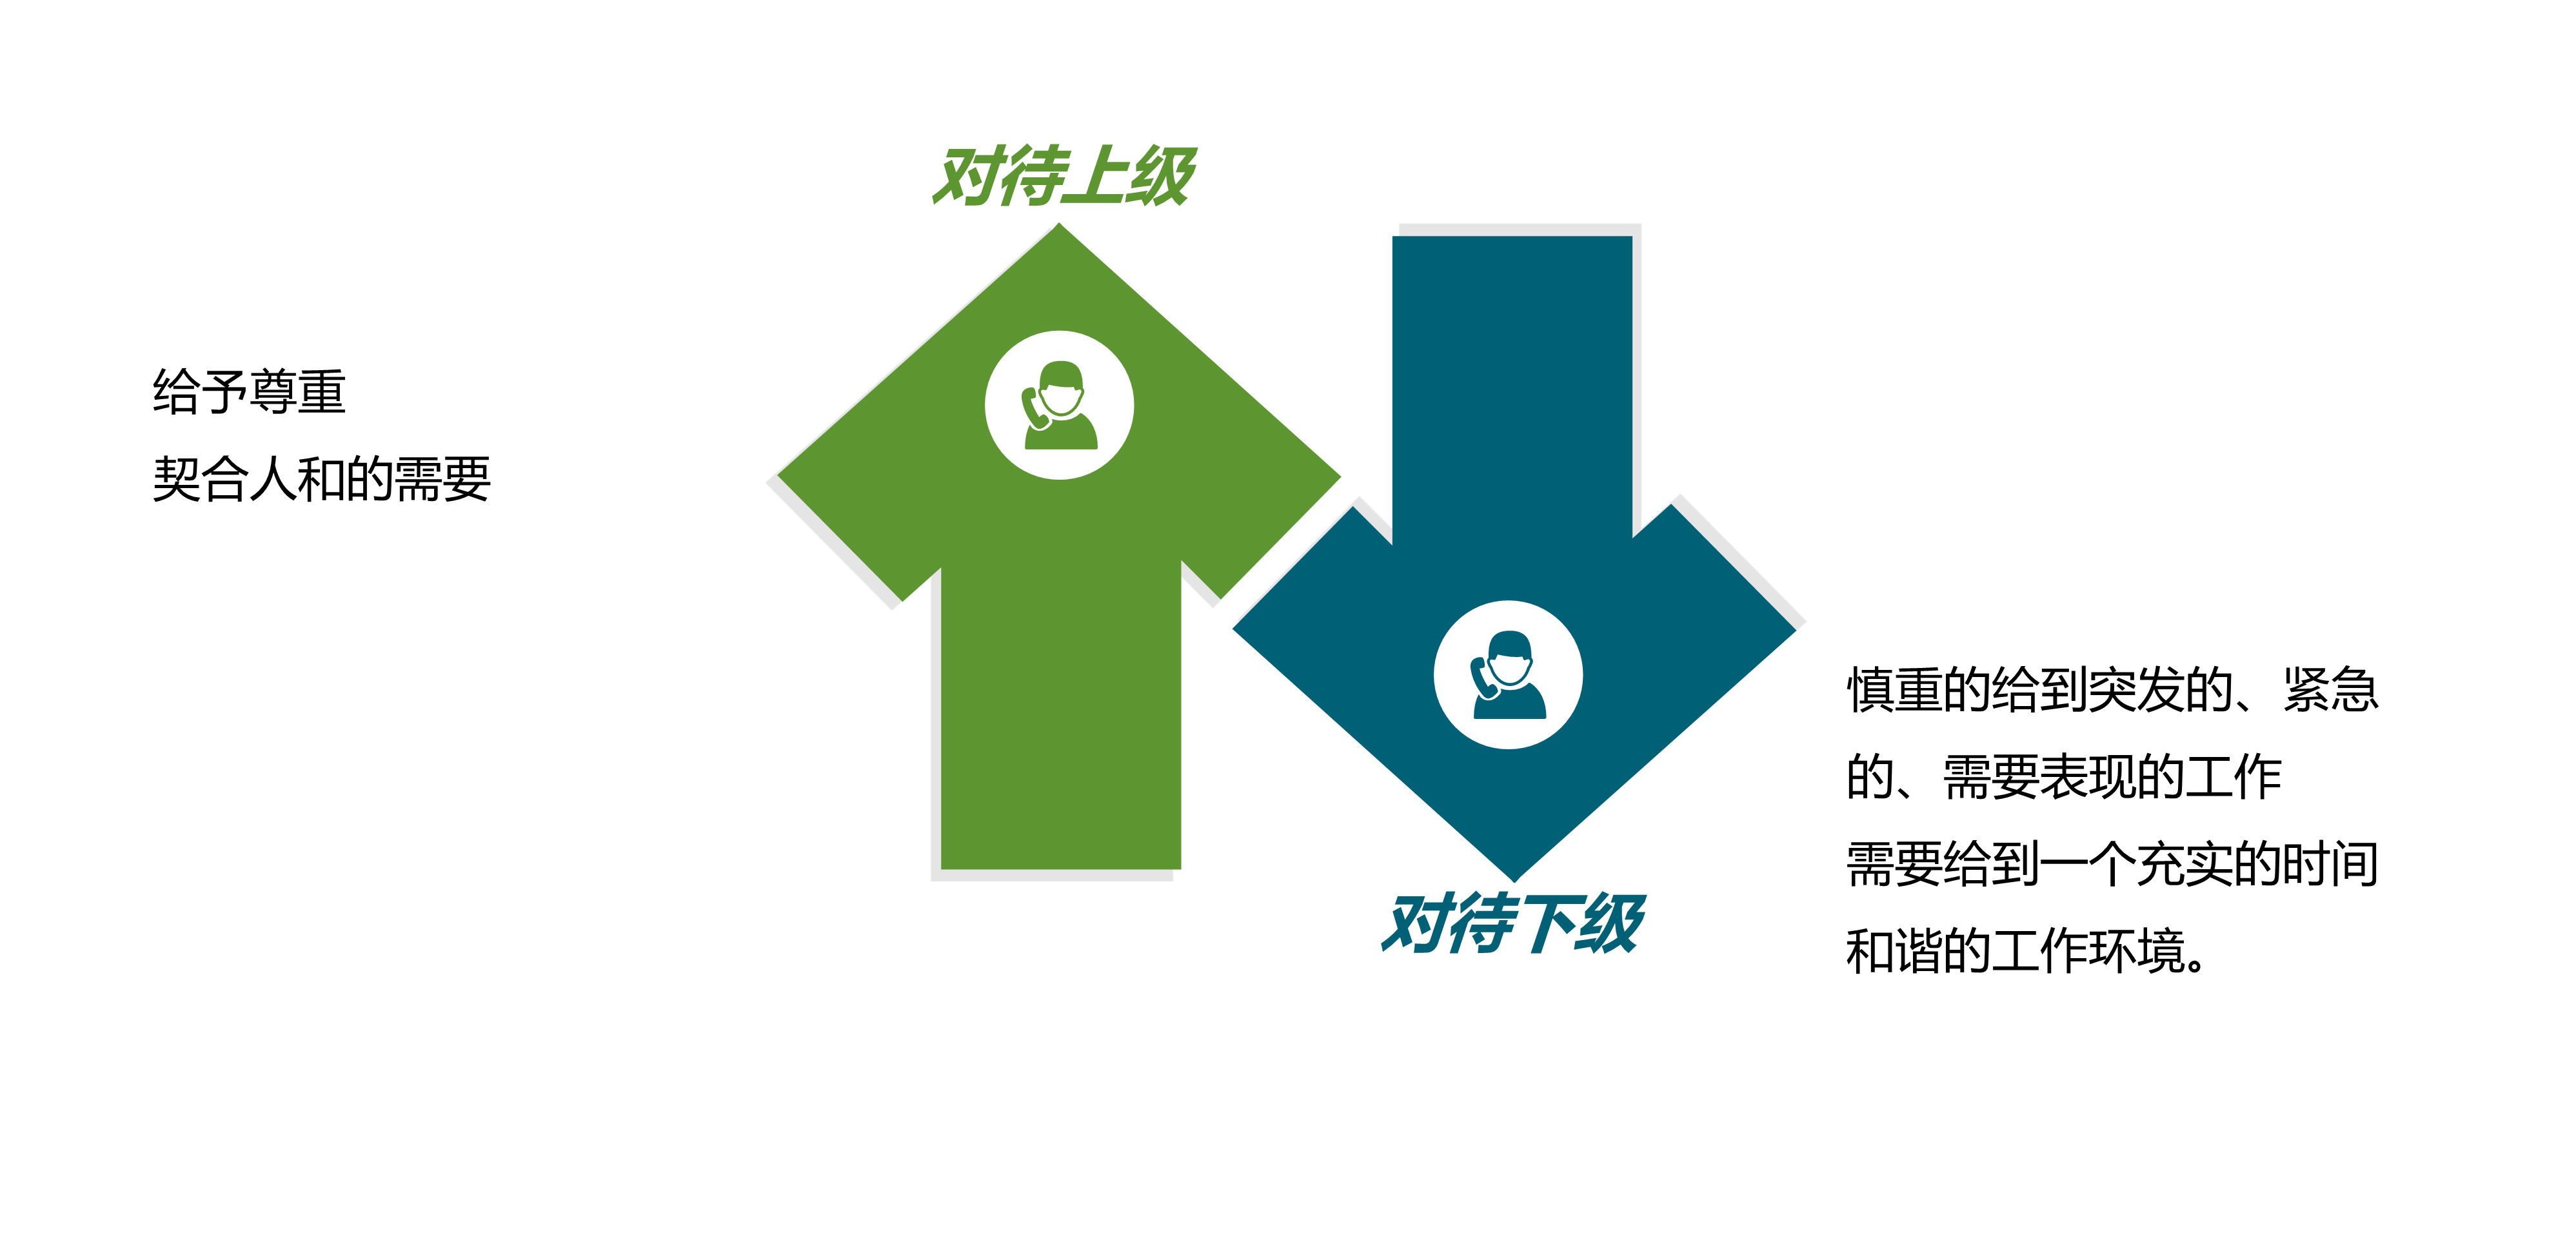 对待上级
给予尊重
契合人和的需要
慎重的给到突发的、紧急
的、需要表现的工作
需要给到一个充实的时间
和谐的工作环境。
对待下级